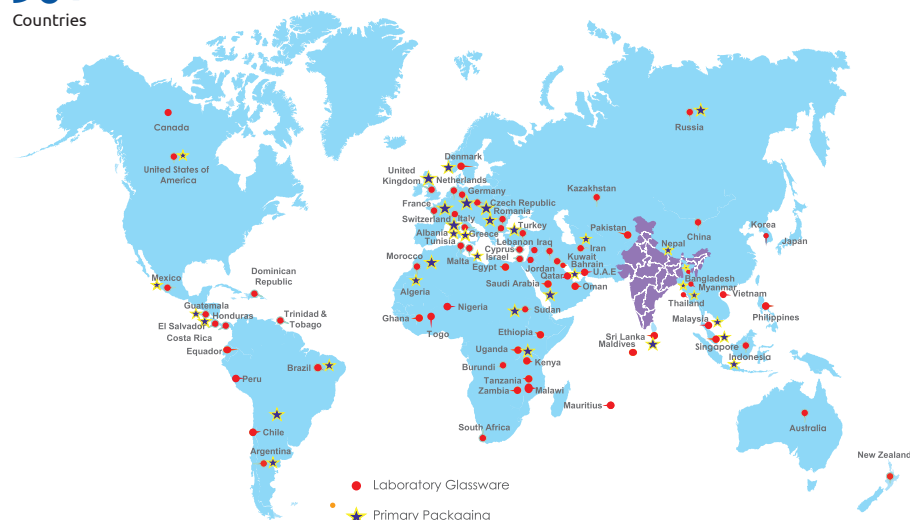 Countries
Canada
United States of
America
Russia
Denmark
United
Kingdom
Netherlands
Germany
France
Czech Republic
Romania
Switzerland
Italy
Turkey
Albania
Greece
Tunisia
Lebanon
Iraq
Cyprus
Iran
Kazakhstan
Pakistan
China
Korea
Japan
Nepal
Morocco
Malta
Israel
Egypt
Jordan
Kuwait
Bahrain
Qatar
U.A.E
Algeria
Saudi Arabia
Oman
Bangladesh
Myanmar
Thailand
Vietnam
Mexico
Dominican
Republic
Guatemala
Honduras
El Salvador
Costa Rica
Trinidad &
Tobago
Nigeria
Ghana
Togo
Sudan
Ethiopia
Malaysia
Philippines
Sri Lanka
Maldives
Singapore
Indonesia
Equador
Uganda
Kenya
Burundi
Brazil
Peru
Tanzania
Zambia
Malawi
Mauritius
South Africa
Chile
Argentina
Australia
New Zealand
Laboratory Glassware
Primary Packaging